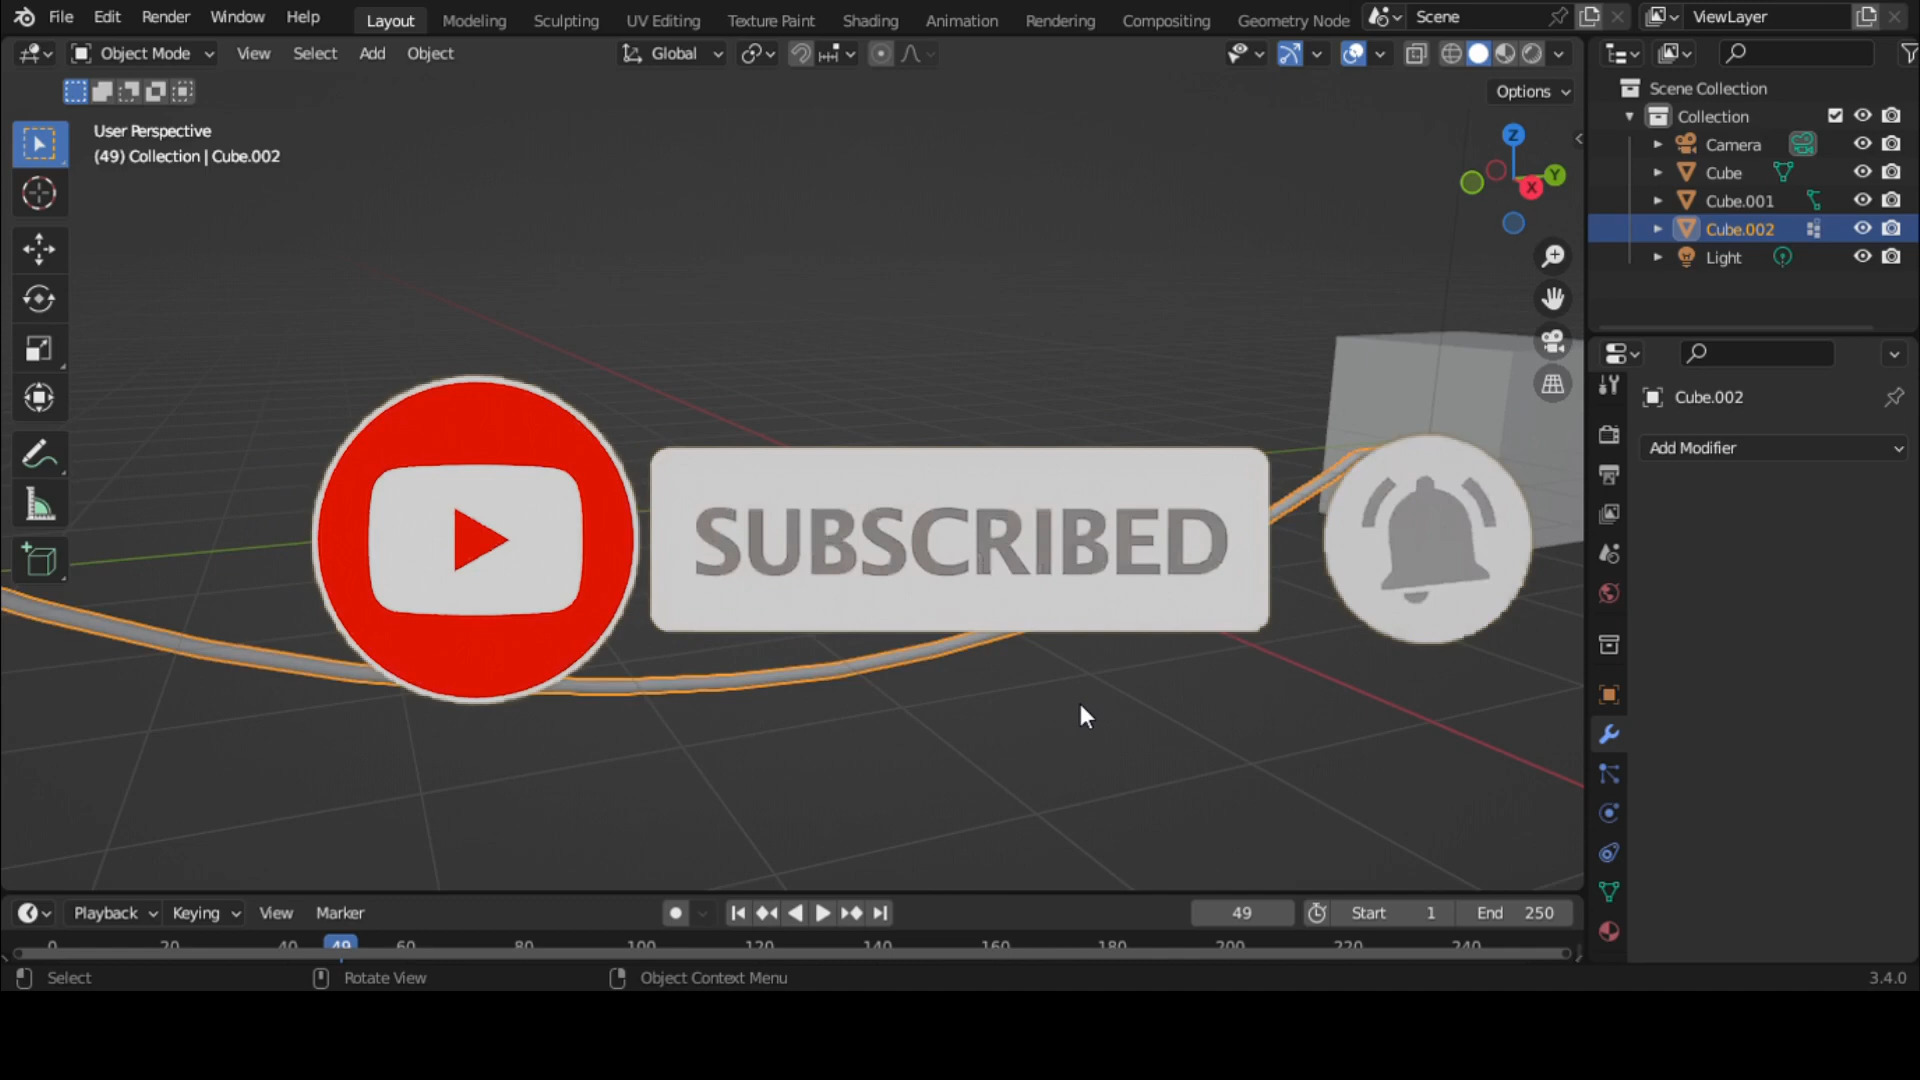 File Edit Render Window Help Layout Modeling Sculpting UV Editing Texture Paint Shading Animation Rendering Compositing Geometry Node Scene ViewLayer
Object Mode View Select Add Object Global
Options
User Perspective
(49) Collection | Cube.002
Z
Y
X
SUBSCRIBED
Scene Collection
Collection
Camera
Cube
Cube.001
Cube.002
Light
Cube.002
Add Modifier
Playback Keying View Marker 49 Start 1 End 250
0 20 40 49 60 80 100 120 140 160 180 200 220 240
Select Rotate View Object Context Menu 3.4.0